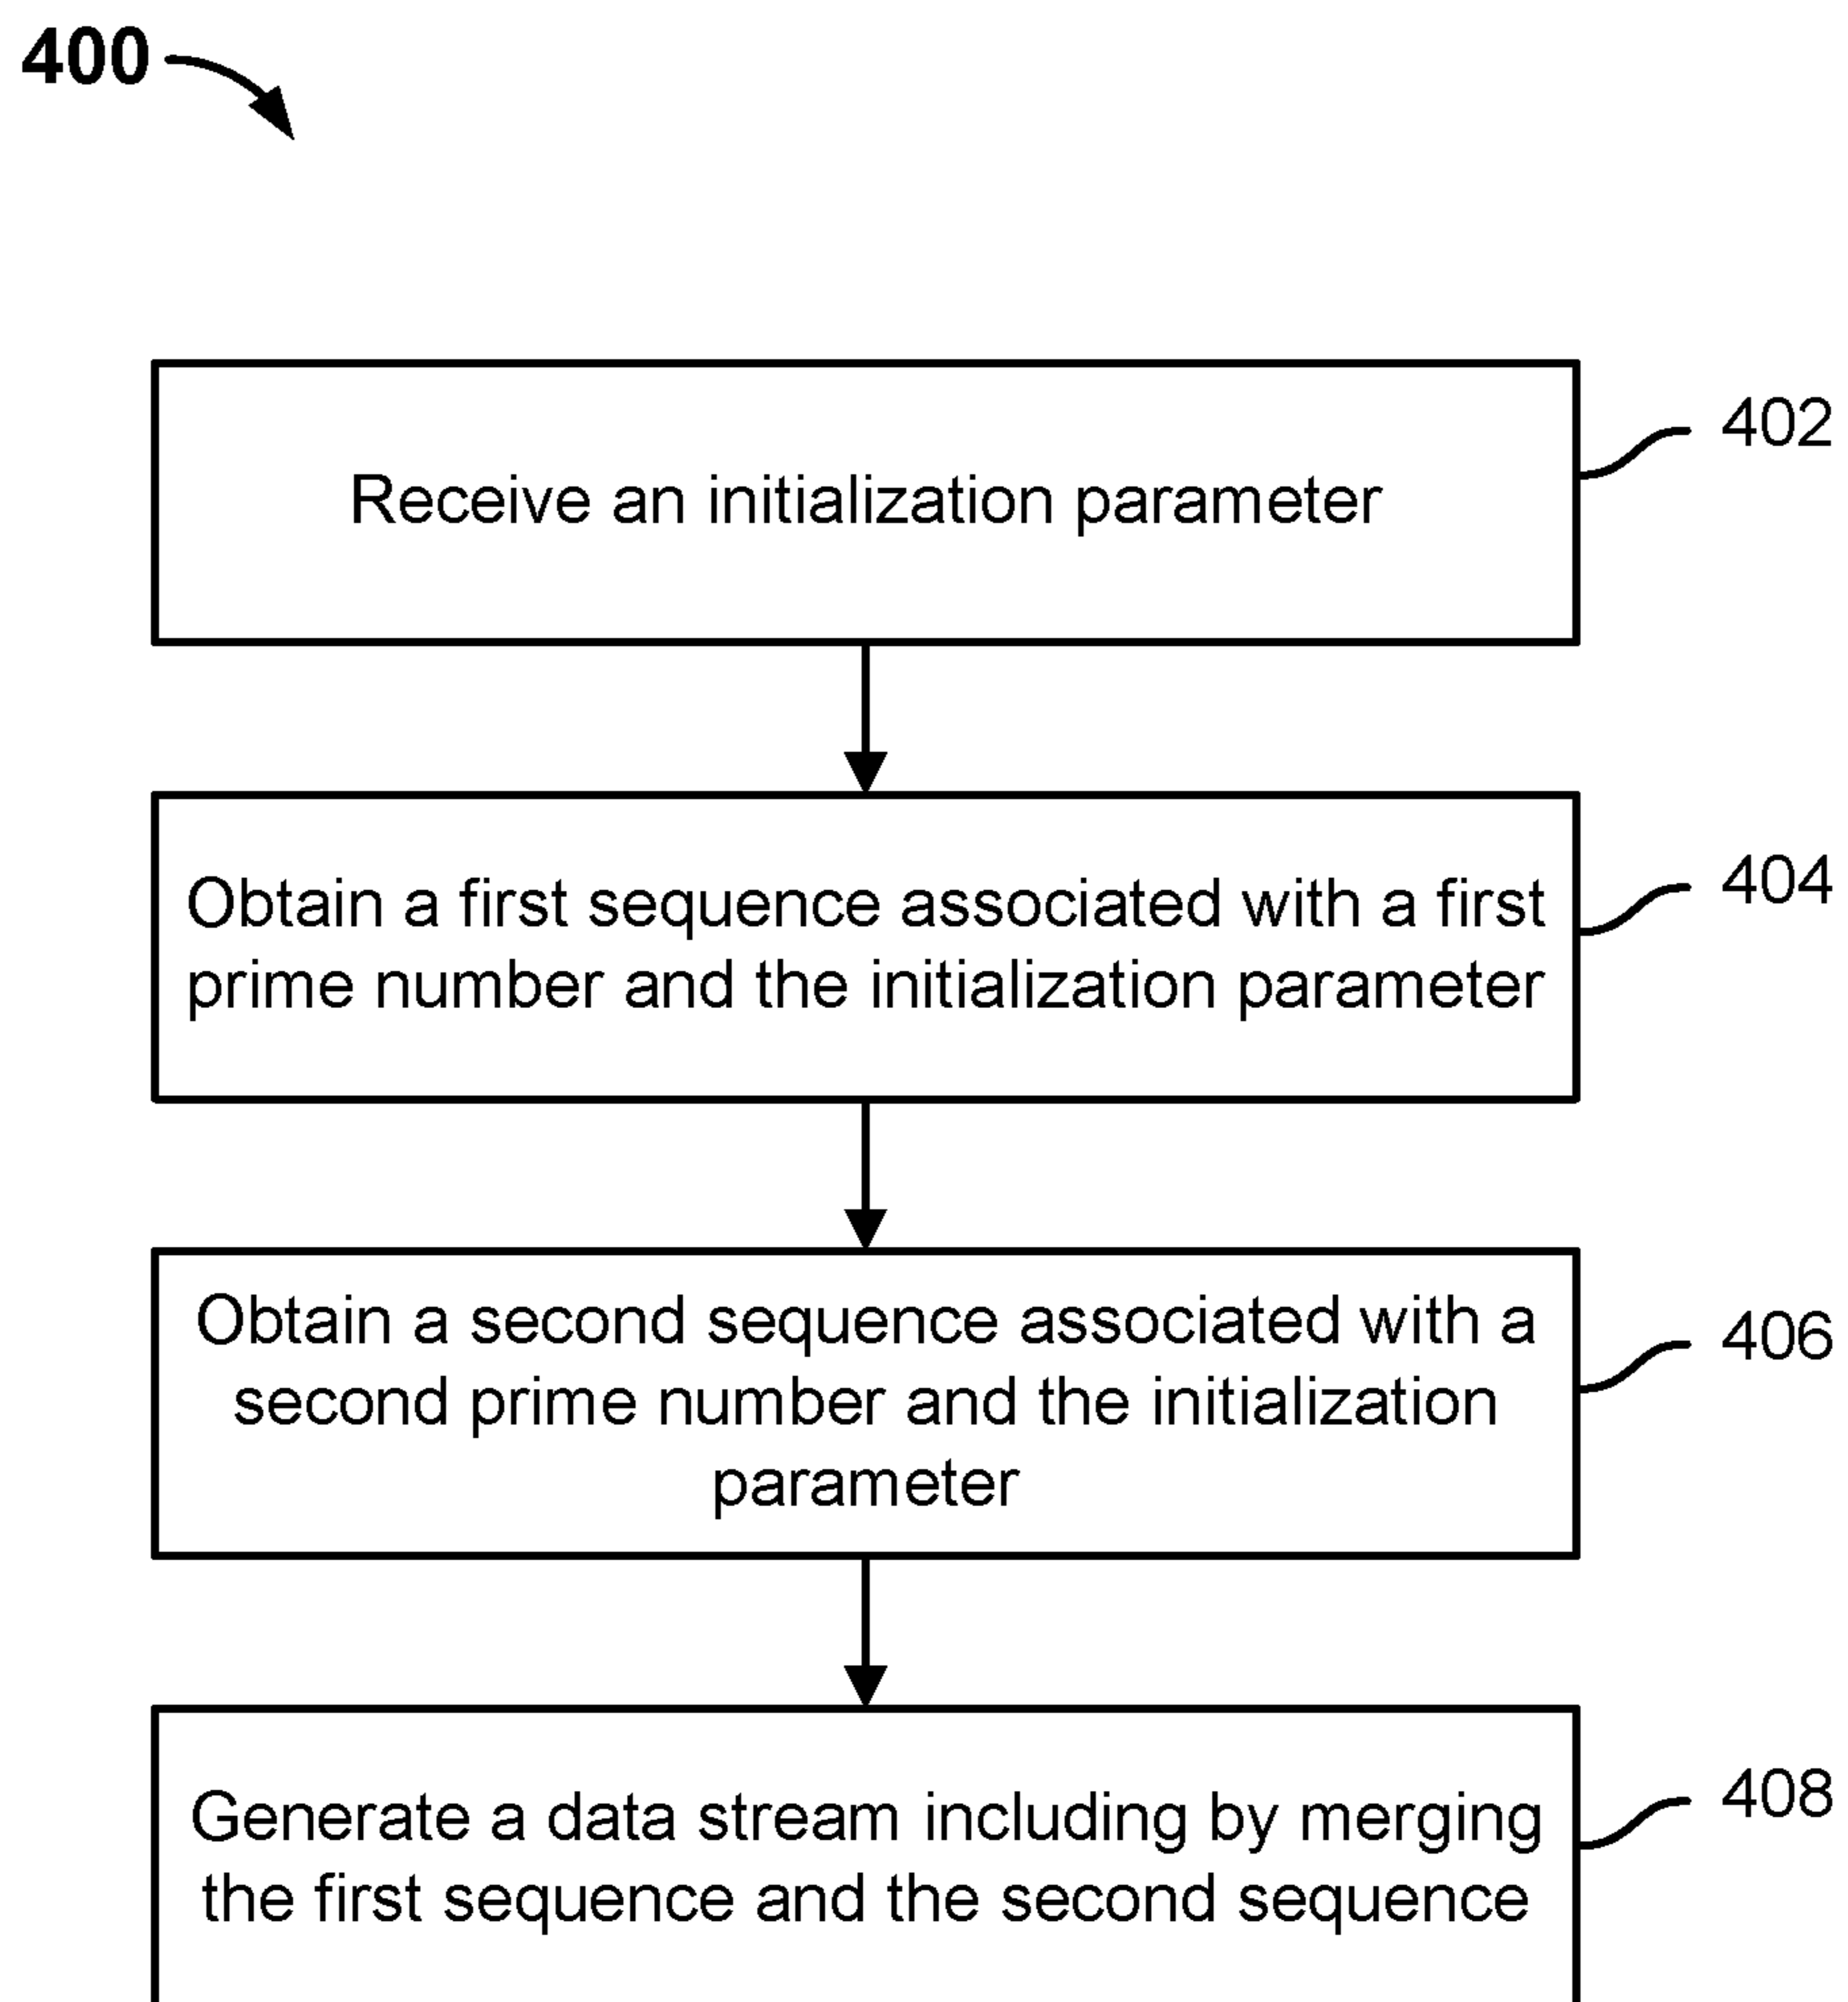 400
Receive an initialization parameter
402
Obtain a first sequence associated with a first
prime number and the initialization parameter
404
Obtain a second sequence associated with a
second prime number and the initialization
parameter
406
Generate a data stream including by merging
the first sequence and the second sequence
408